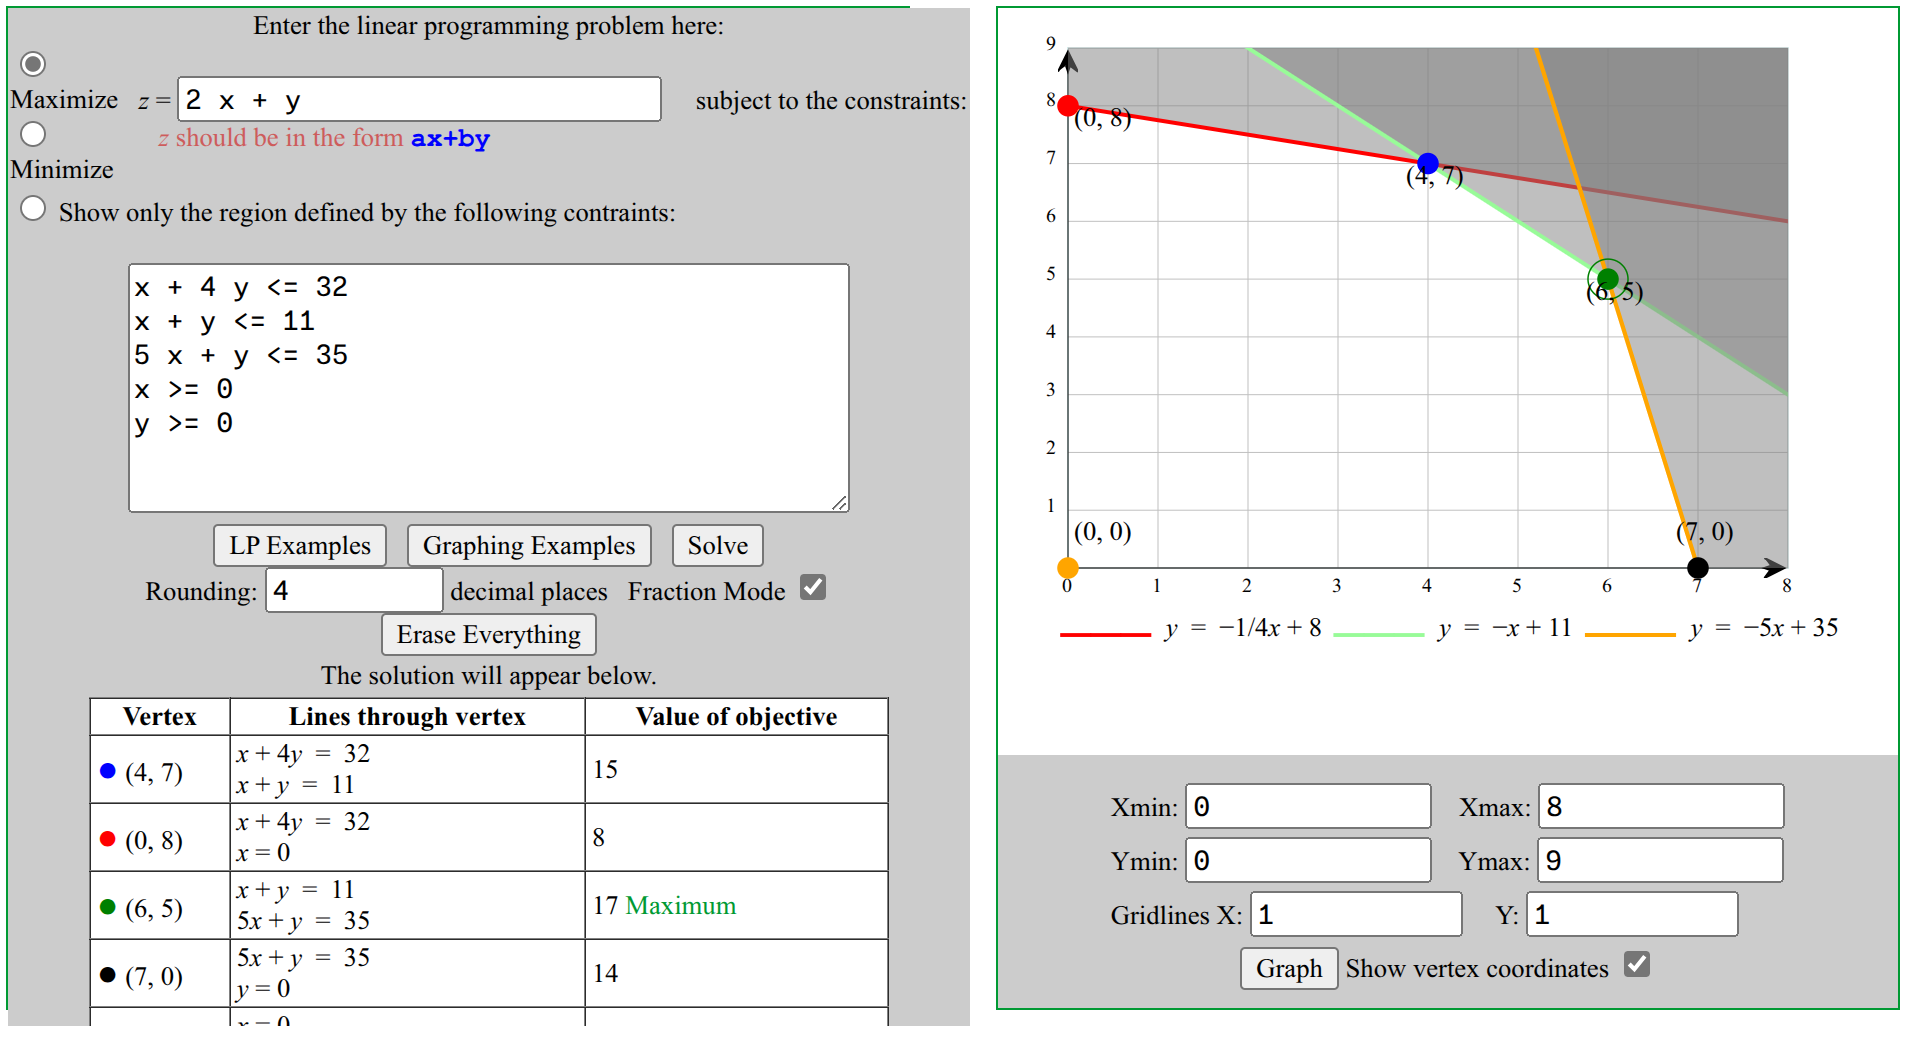 Enter the linear programming problem here:
Maximize z = 2 x + y subject to the constraints:
z should be in the form ax+by
Minimize
Show only the region defined by the following contraints:
x + 4 y <= 32
x + y <= 11
5 x + y <= 35
x >= 0
y >= 0
LP Examples Graphing Examples Solve
Rounding: 4 decimal places Fraction Mode
Erase Everything
The solution will appear below.
Vertex Lines through vertex Value of objective
(4, 7) x + 4y = 32 15
x + y = 11
(0, 8) x + 4y = 32 8
x = 0
(6, 5) x + y = 11 17 Maximum
5x + y = 35
(7, 0) 5x + y = 35 14
y = 0
x = 0
9
8
(0, 8)
7
(4, 7)
6
5
(6, 5)
4
3
2
1
(0, 0) (7, 0)
0 1 2 3 4 5 6 7 8
y = −1/4x + 8 y = −x + 11 y = −5x + 35
Xmin: 0 Xmax: 8
Ymin: 0 Ymax: 9
Gridlines X: 1 Y: 1
Graph Show vertex coordinates